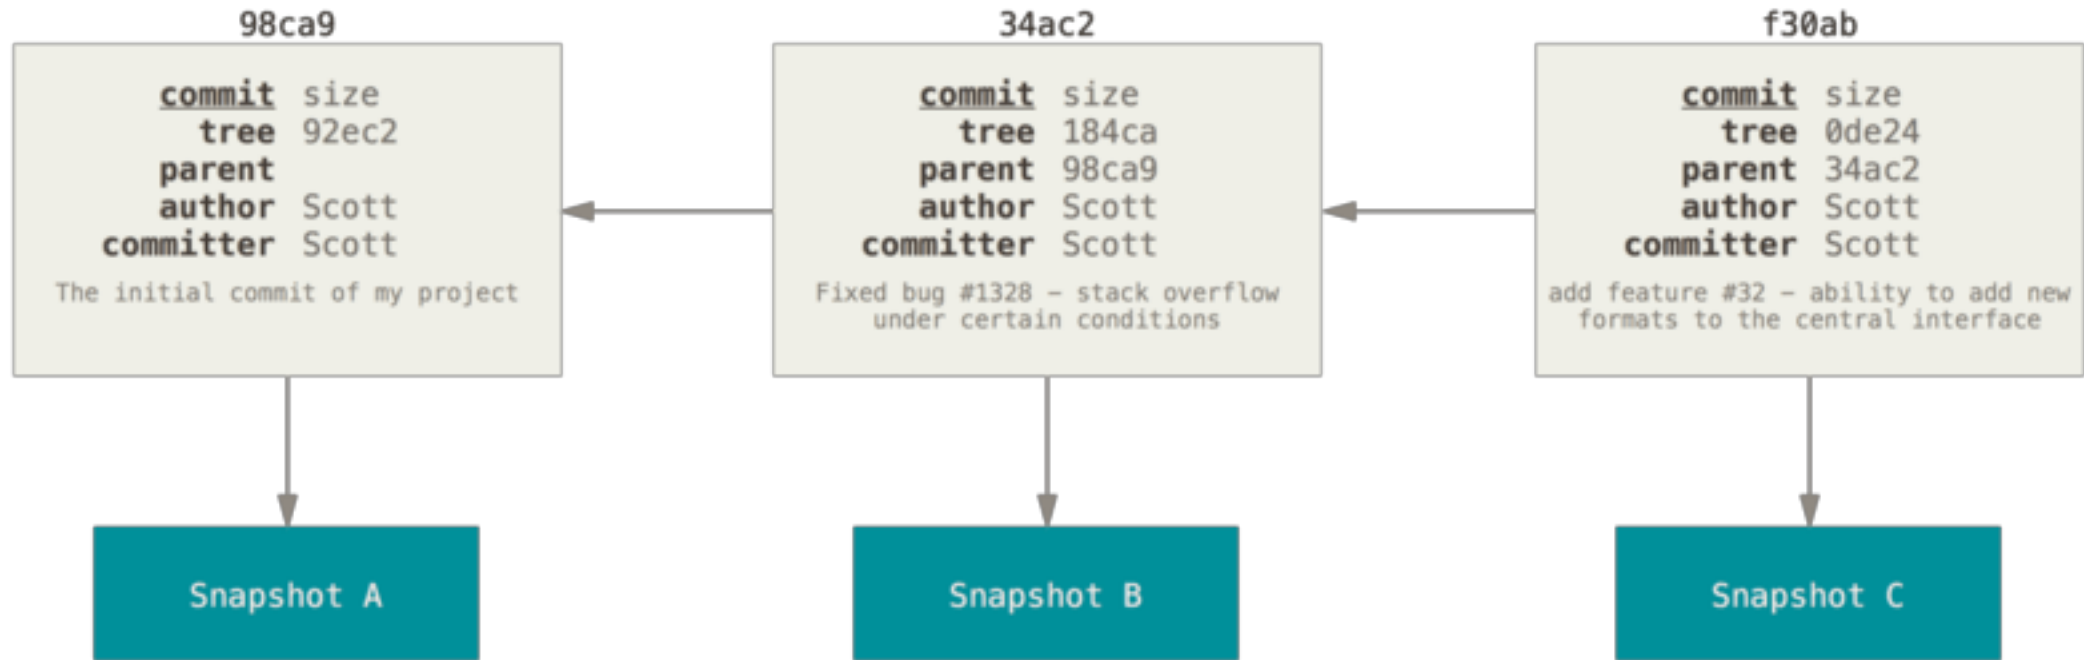 98ca9
commit size
tree 92ec2
parent
author Scott
committer Scott
The initial commit of my project
Snapshot A
34ac2
commit size
tree 184ca
parent 98ca9
author Scott
committer Scott
Fixed bug #1328 — stack overflow
under certain conditions
Snapshot B
f30ab
commit size
tree 0de24
parent 34ac2
author Scott
committer Scott
add feature #32 — ability to add new
formats to the central interface
Snapshot C